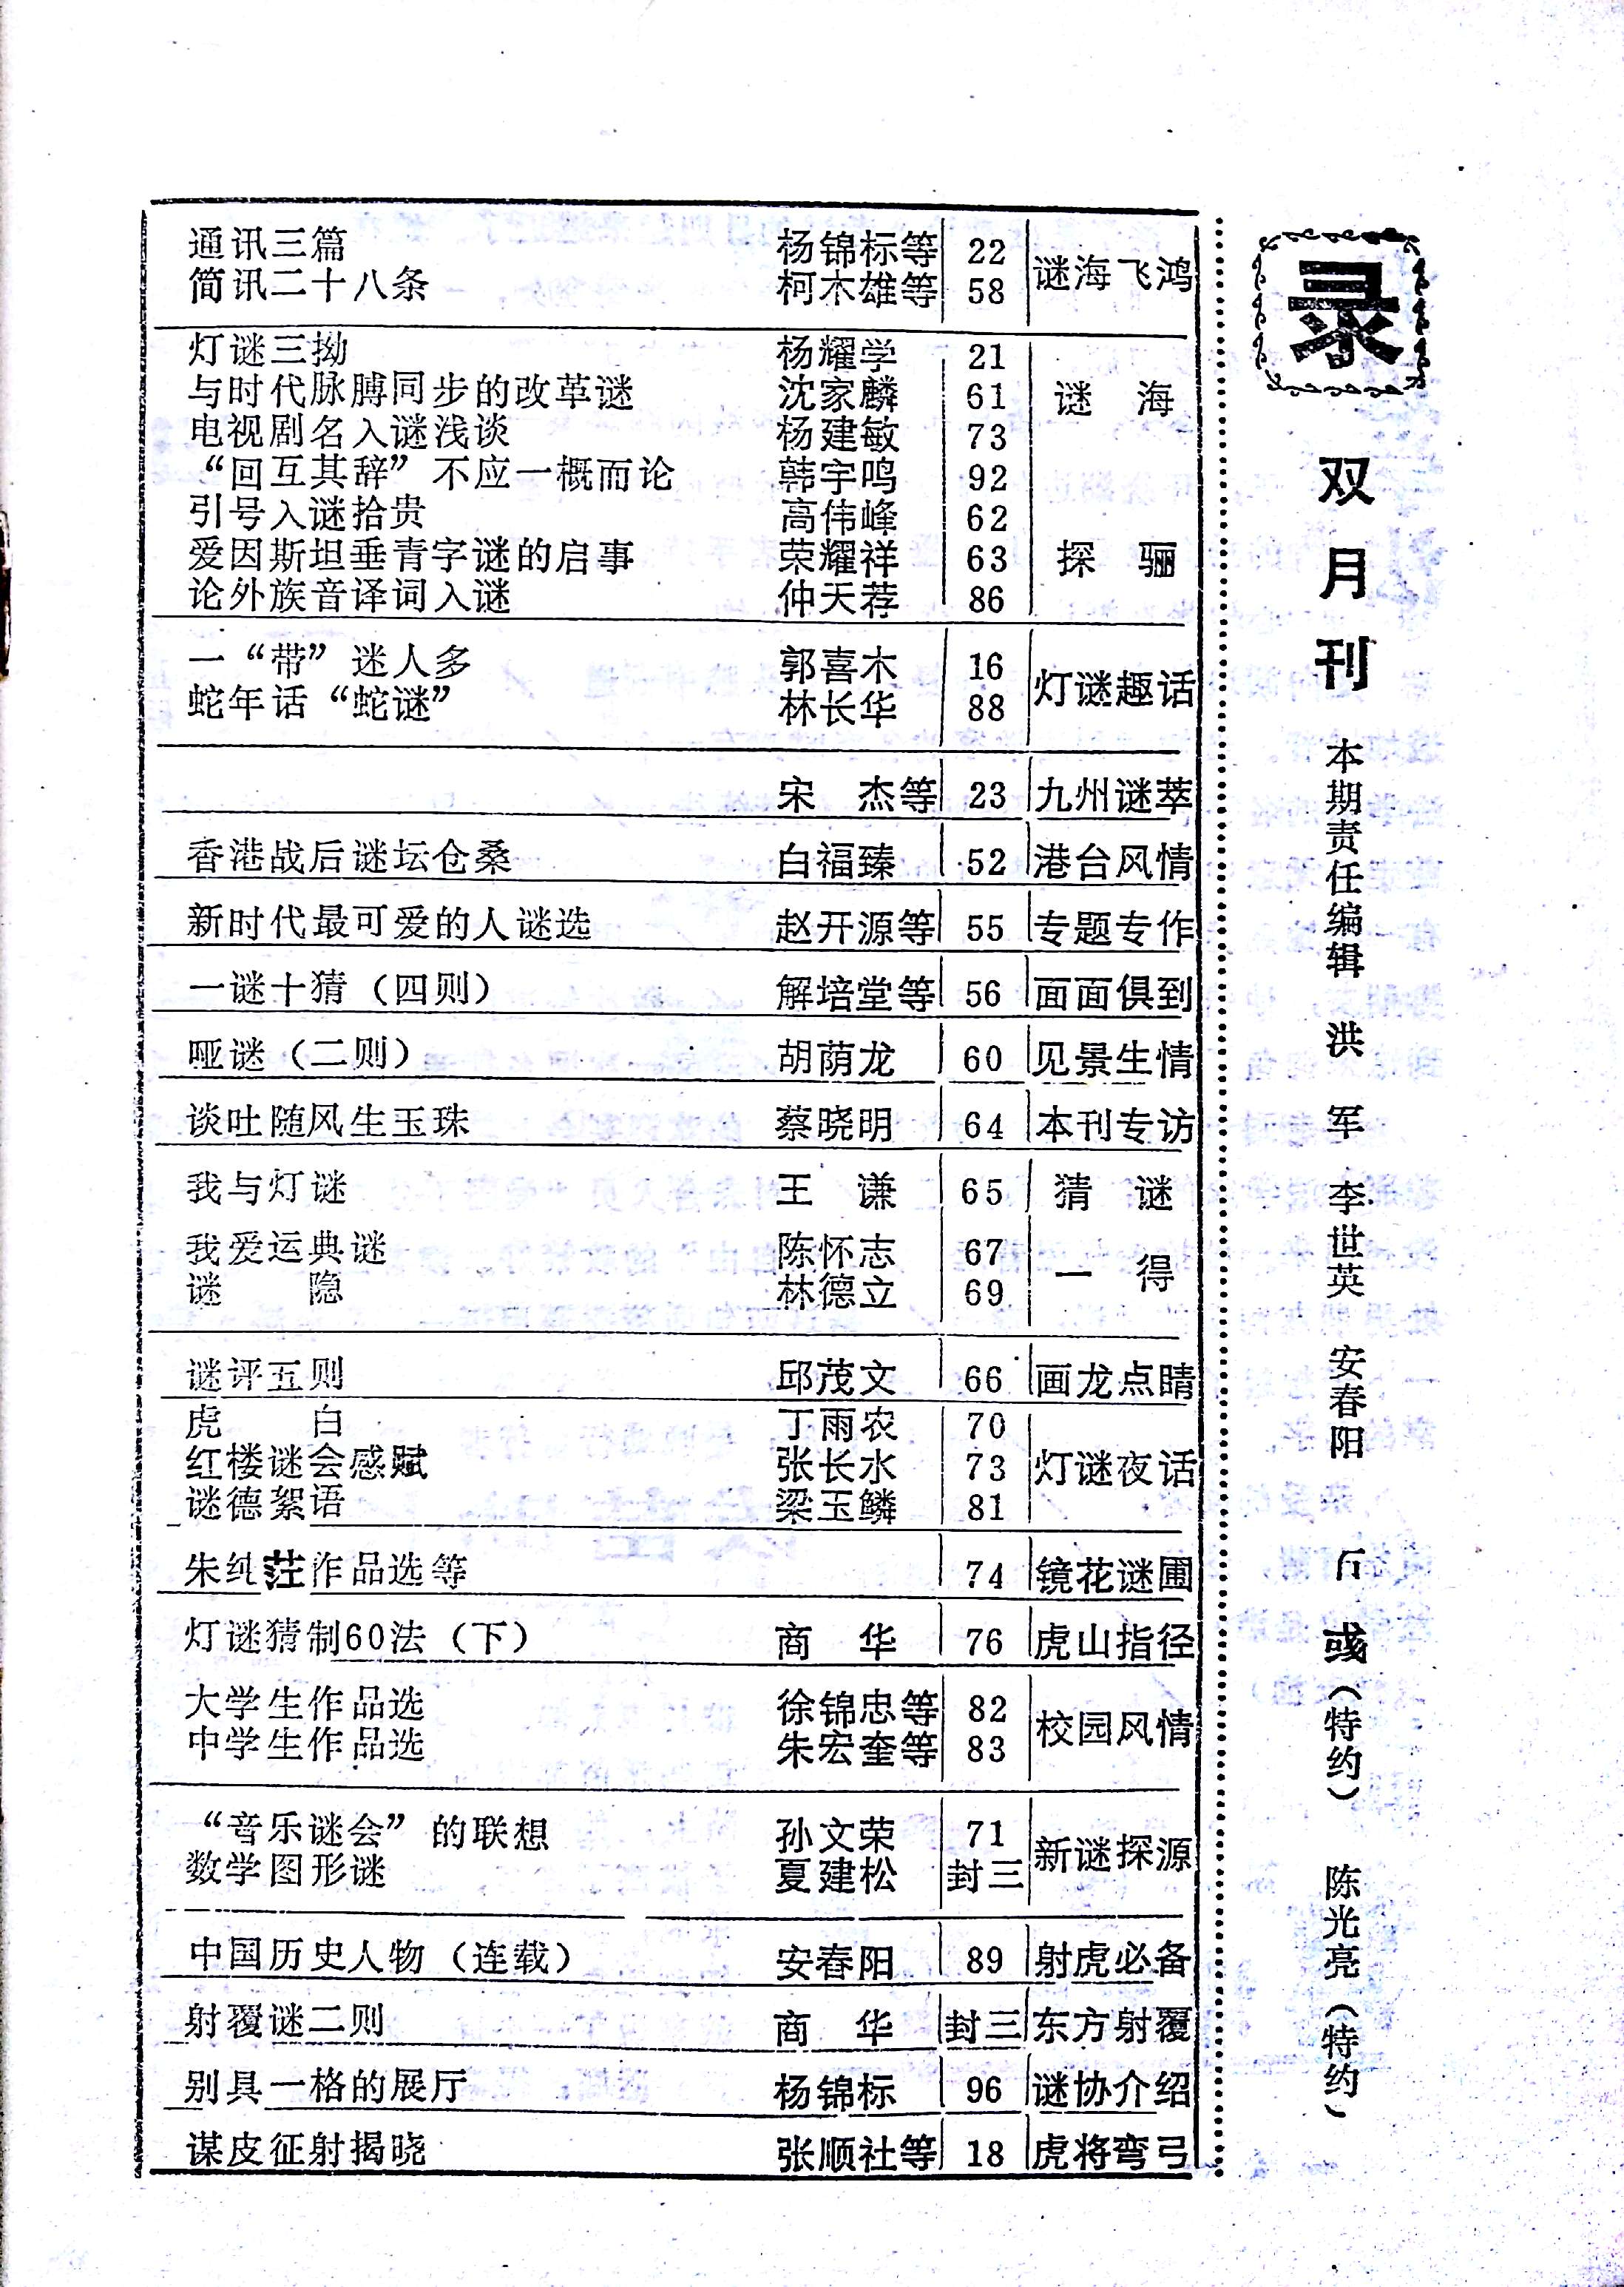 通讯三篇 杨锦标等 22 谜海飞鸿
简讯二十八条 柯木雄等 58
灯谜三拗 杨耀学 21
与时代脉膊同步的改革谜 沈家麟 61 谜海
电视剧名入谜浅谈 杨建敏 73
“回互其辞”不应一概而论 韩宇鸣 92
引号入谜拾贵 高伟峰 62
爱因斯坦垂青字谜的启事 荣耀祥 63 探骊
论外族音译词入谜 仲天荐 86
一“带”迷人多 郭喜木 16 灯谜趣话
蛇年话“蛇谜” 林长华 88
宋杰等 23 九州谜萃
香港战后谜坛仓桑 白福臻 52 港台风情
新时代最可爱的人谜选 赵开源等 55 专题专作
一谜十猜（四则） 解培堂等 56 面面俱到
哑谜（二则） 胡荫龙 60 见景生情
谈吐随风生玉珠 蔡晓明 64 本刊专访
我与灯谜 王谦 65 猜谜
我爱运典谜 陈怀志 67 一得
谜隐 林德立 69
谜评五则 邱茂文 66 画龙点睛
虎白 丁雨农 70
红楼谜会感赋 张长水 73 灯谜夜话
谜德絮语 梁玉鳞 81
朱纨茳作品选等 74 镜花谜圃
灯谜猜制60法（下） 商华 76 虎山指径
大学生作品选 徐锦忠等 82 校园风情
中学生作品选 朱宏奎等 83
“音乐谜会”的联想 孙文荣 71 新谜探源
数学图形谜 夏建松 封三
中国历史人物（连载） 安春阳 89 射虎必备
射覆谜二则 商华 封三 东方射覆
别具一格的展厅 杨锦标 96 谜协介绍
谋皮征射揭晓 张顺社等 18 虎将弯弓
录
双月刊
本期责任编辑 洪军 李世英 安春阳 彧（特约） 陈光亮（特约）